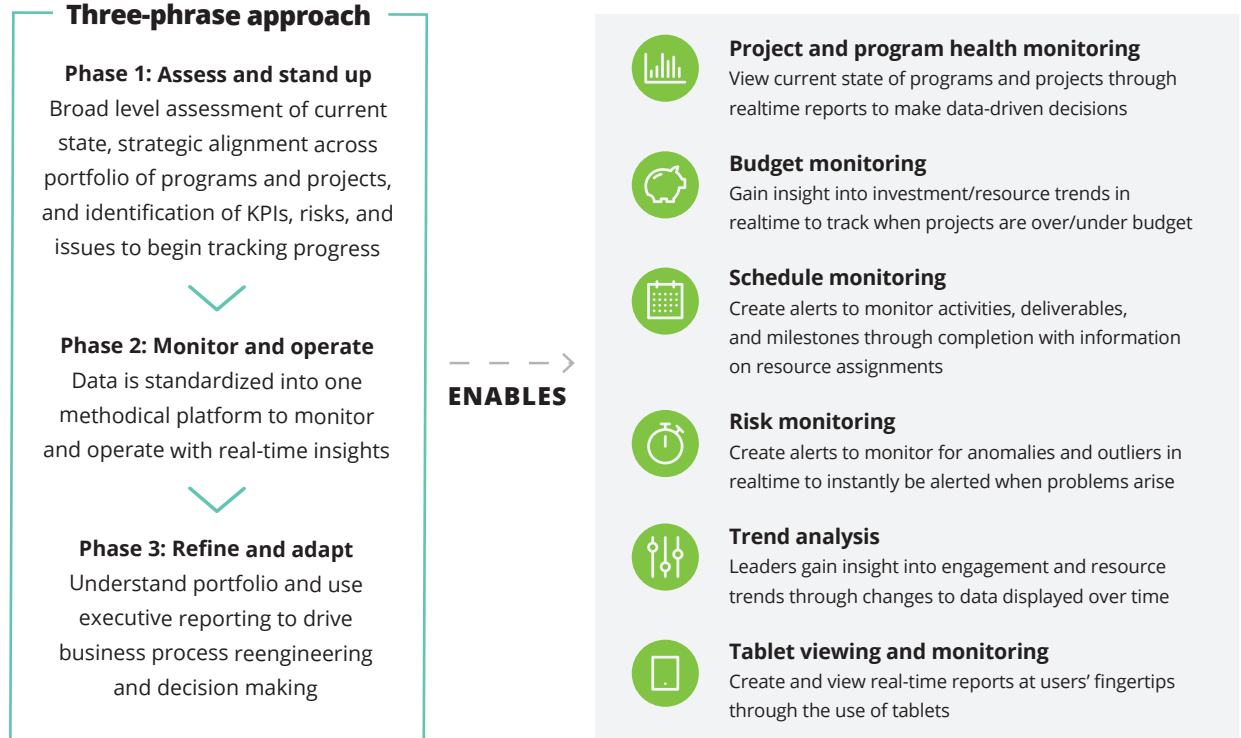 Three-phrase approach
Phase 1: Assess and stand up
Broad level assessment of current
state, strategic alignment across
portfolio of programs and projects,
and identification of KPIs, risks, and
issues to begin tracking progress
Phase 2: Monitor and operate
Data is standardized into one
methodical platform to monitor
and operate with real-time insights
Phase 3: Refine and adapt
Understand portfolio and use
executive reporting to drive
business process reengineering
and decision making
ENABLES
Project and program health monitoring
View current state of programs and projects through
realtime reports to make data-driven decisions
Budget monitoring
Gain insight into investment/resource trends in
realtime to track when projects are over/under budget
Schedule monitoring
Create alerts to monitor activities, deliverables,
and milestones through completion with information
on resource assignments
Risk monitoring
Create alerts to monitor for anomalies and outliers in
realtime to instantly be alerted when problems arise
Trend analysis
Leaders gain insight into engagement and resource
trends through changes to data displayed over time
Tablet viewing and monitoring
Create and view real-time reports at users’ fingertips
through the use of tablets